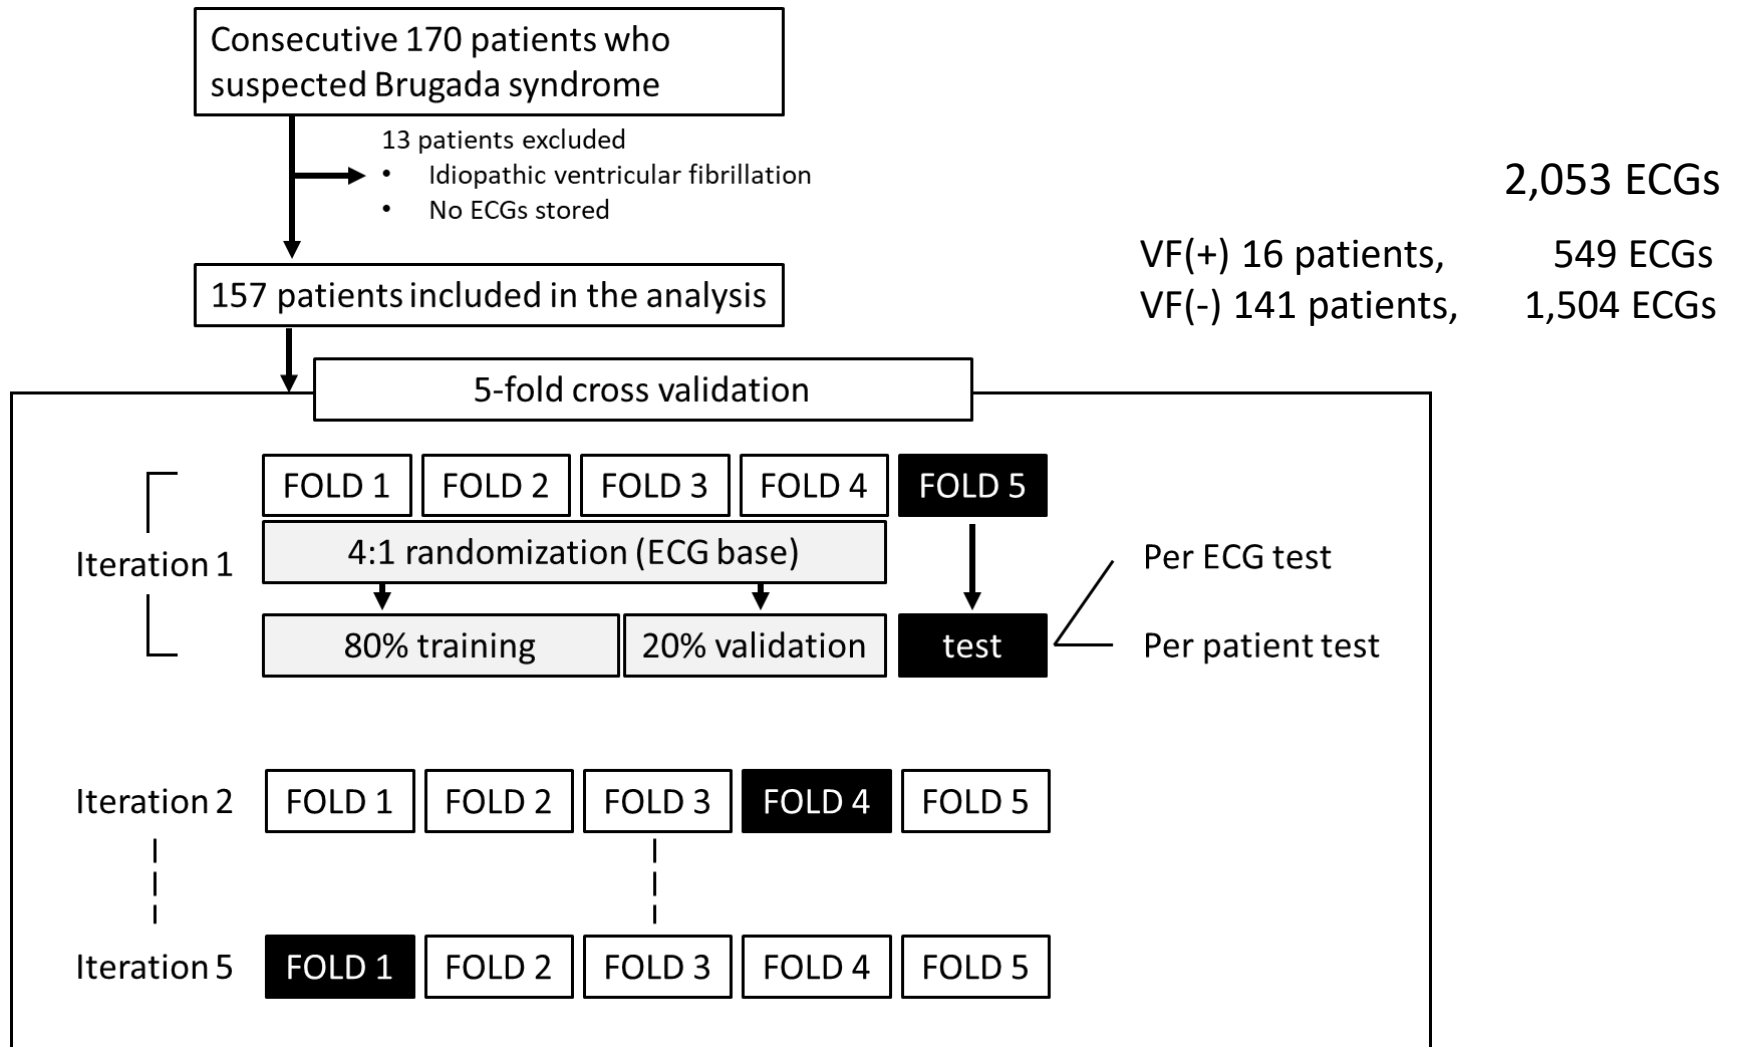 Consecutive 170 patients who
suspected Brugada syndrome
13 patients excluded
• Idiopathic ventricular fibrillation
• No ECGs stored
2,053 ECGs
VF(+) 16 patients, 549 ECGs
VF(-) 141 patients, 1,504 ECGs
157 patients included in the analysis
5-fold cross validation
FOLD 1 FOLD 2 FOLD 3 FOLD 4 FOLD 5
Iteration 1
4:1 randomization (ECG base)
Per ECG test
80% training 20% validation test
Per patient test
Iteration 2 FOLD 1 FOLD 2 FOLD 3 FOLD 4 FOLD 5
Iteration 5 FOLD 1 FOLD 2 FOLD 3 FOLD 4 FOLD 5